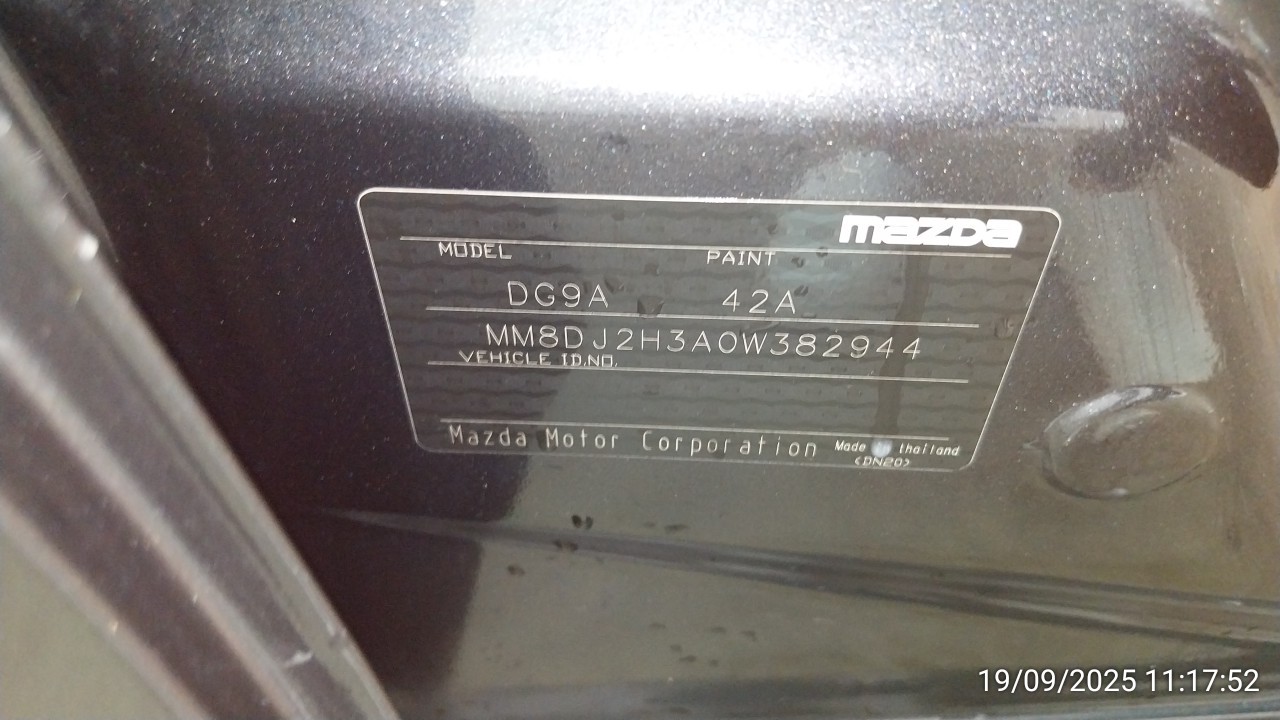 mazda
MODEL PAINT
DG9A 42A
MM8DJ2H3A0W382944
VEHICLE ID.NO.
Mazda Motor Corporation Made thailand
<DN20>
19/09/2025 11:17:52